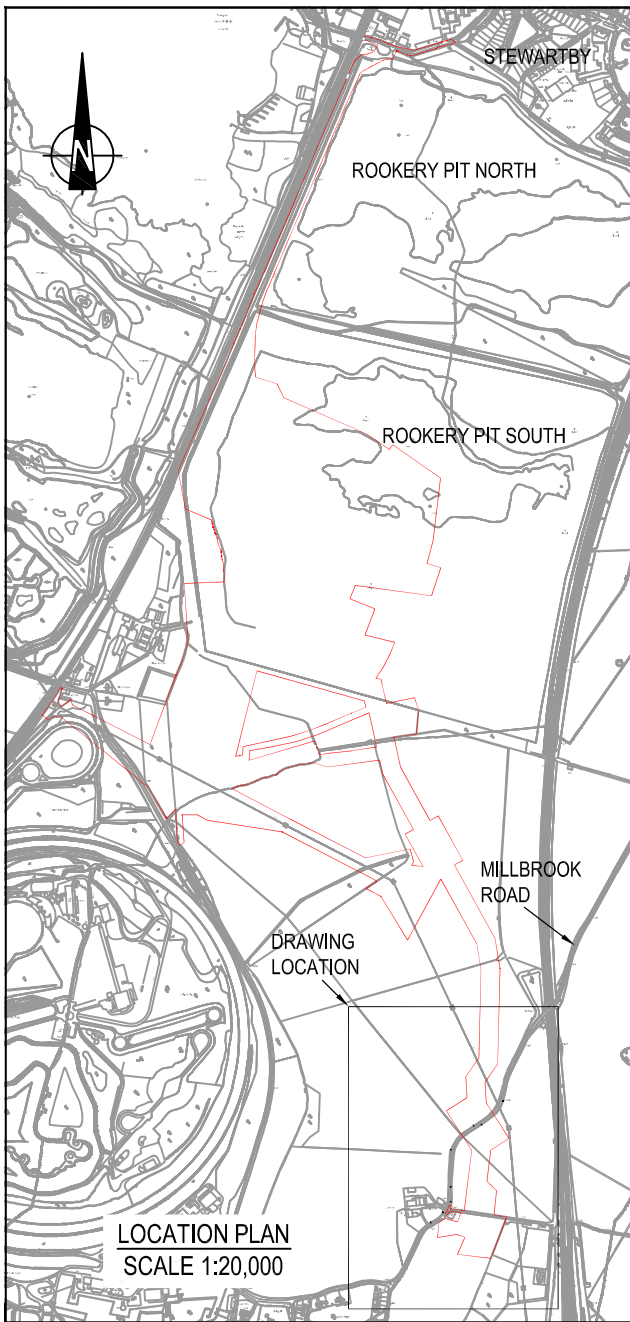 STEWARTBY
N
ROOKERY PIT NORTH
ROOKERY PIT SOUTH
MILLBROOK
ROAD
DRAWING
LOCATION
LOCATION PLAN
SCALE 1:20,000